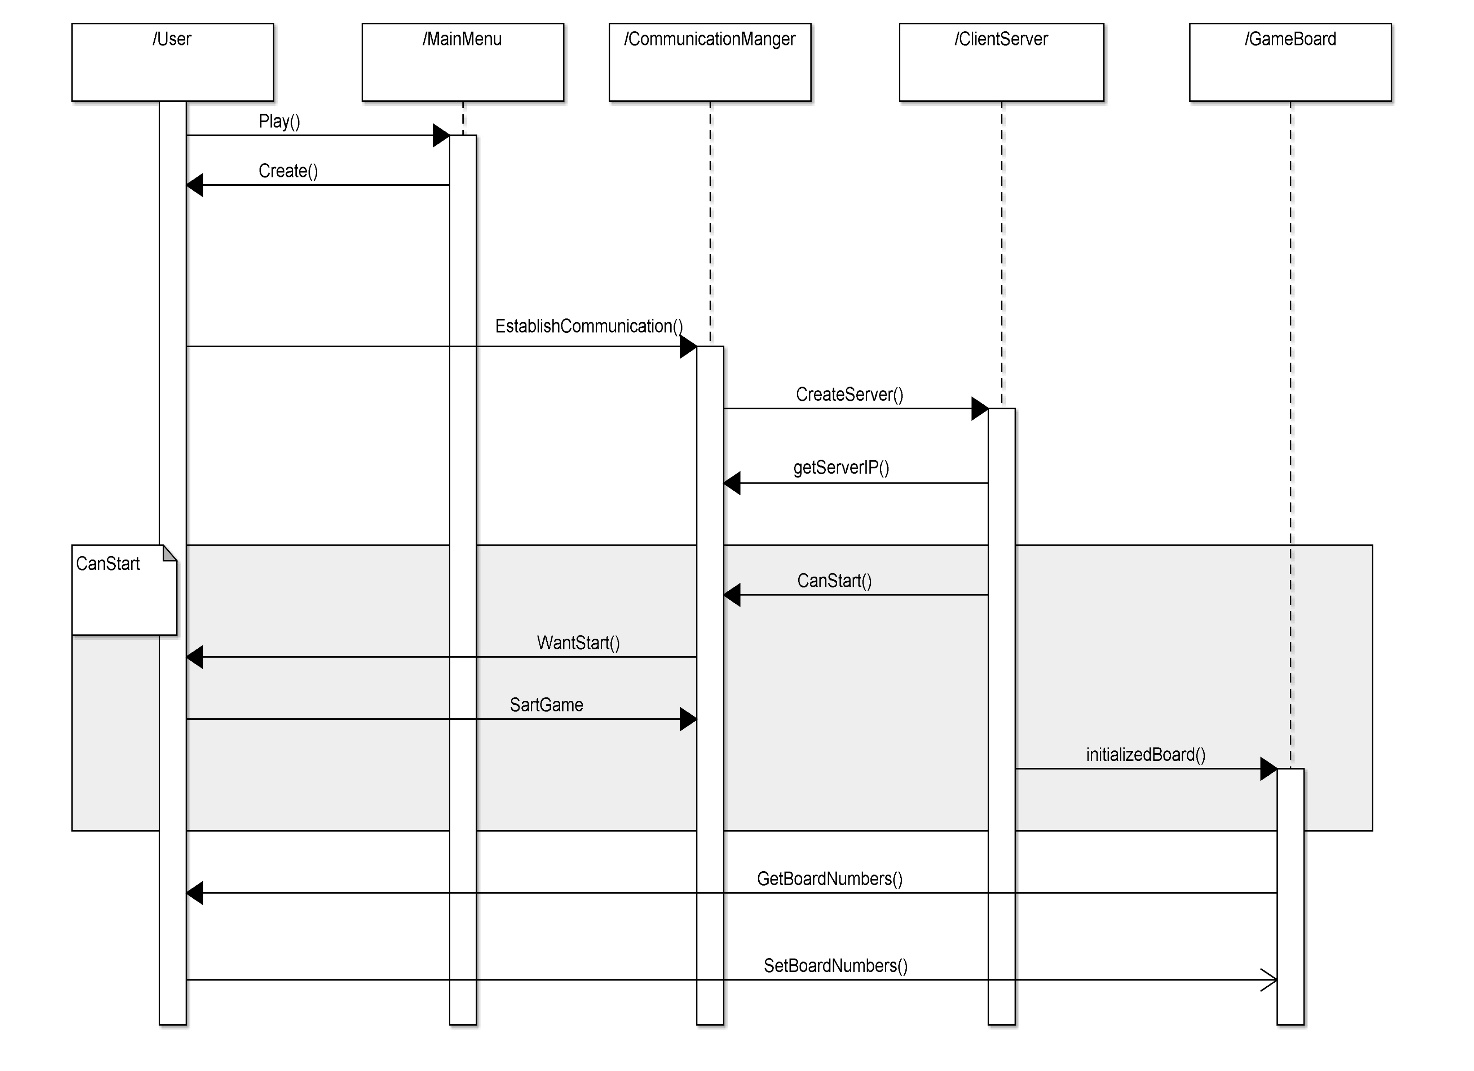 /User
/MainMenu
/CommunicationManger
/ClientServer
/GameBoard
Play()
Create()
EstablishCommunication()
CreateServer()
getServerIP()
CanStart
CanStart()
WantStart()
SartGame
initializedBoard()
GetBoardNumbers()
SetBoardNumbers()